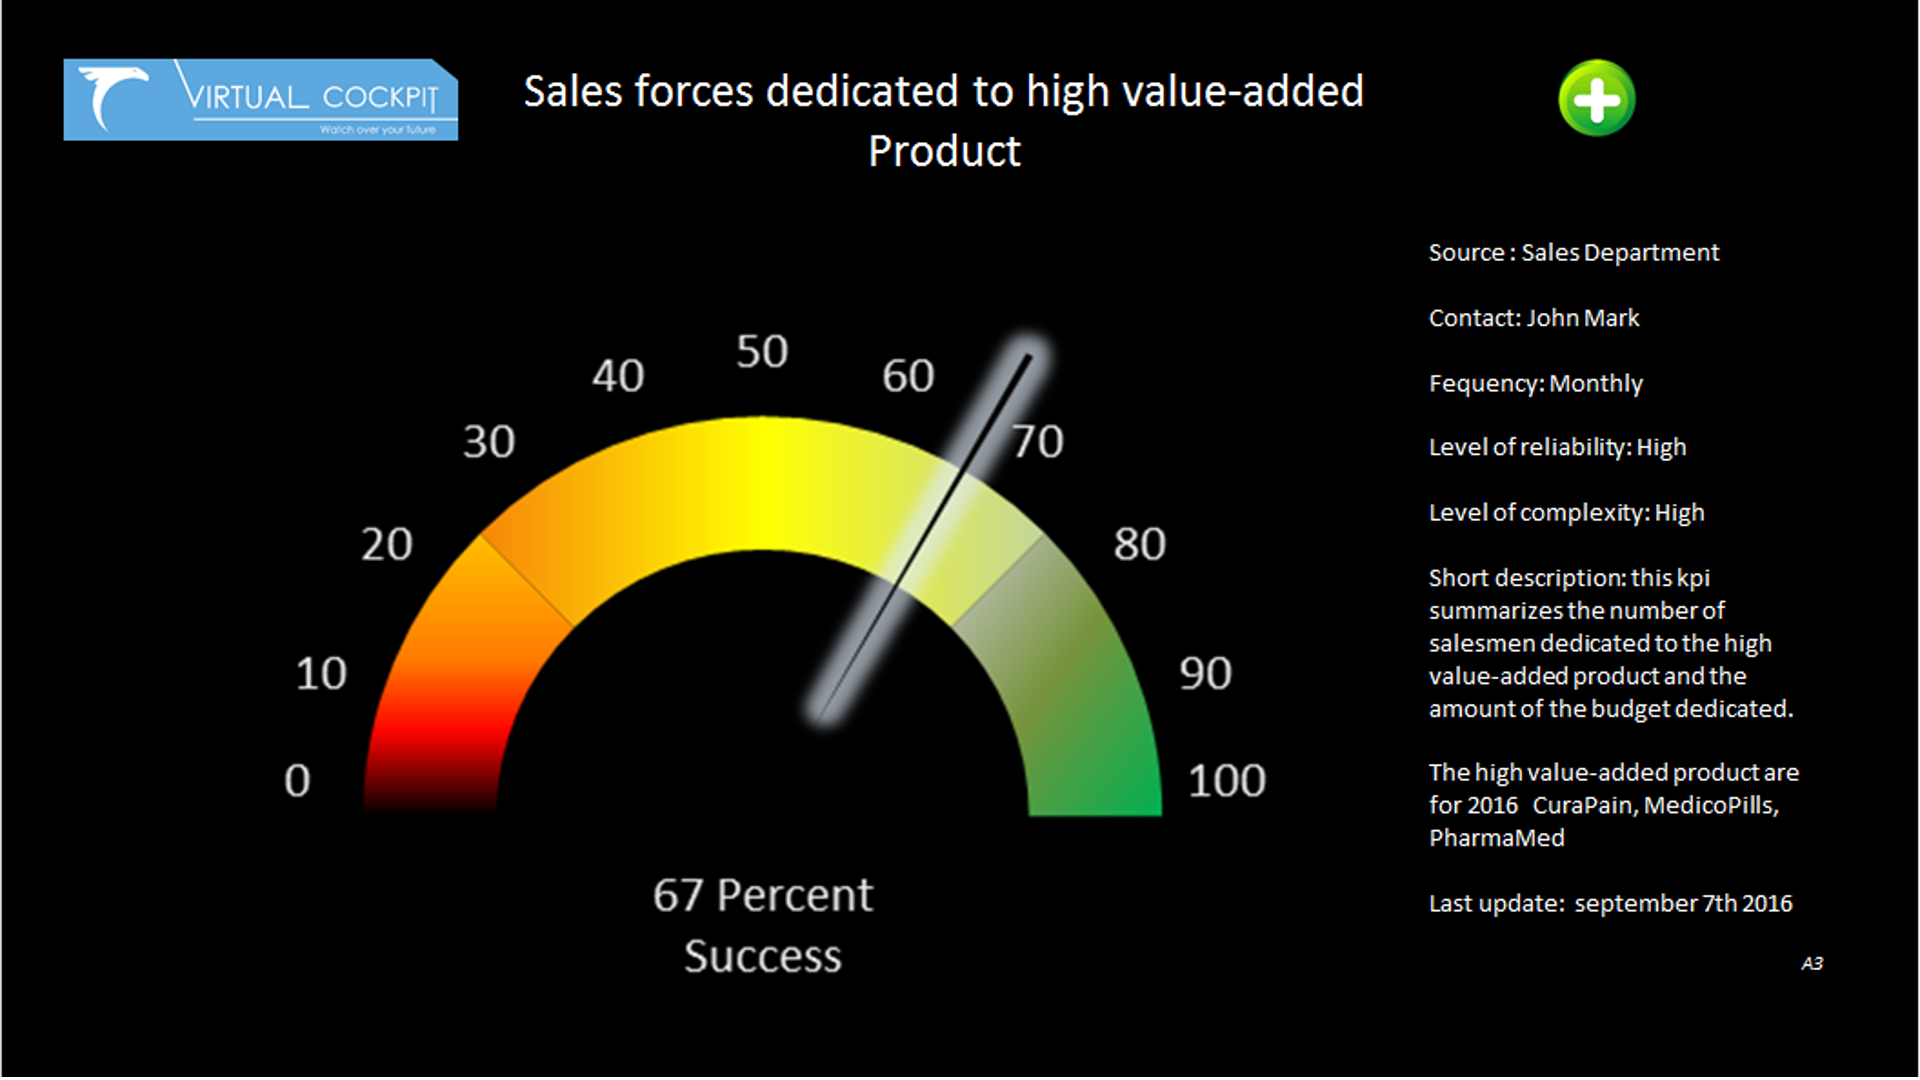 VIRTUAL COCKPIT
Watch over your future
Sales forces dedicated to high value-added
Product
0
10
20
30
40
50
60
70
80
90
100
67 Percent
Success
Source : Sales Department
Contact: John Mark
Fequency: Monthly
Level of reliability: High
Level of complexity: High
Short description: this kpi
summarizes the number of
salesmen dedicated to the high
value-added product and the
amount of the budget dedicated.
The high value-added product are
for 2016 CuraPain, MedicoPills,
PharmaMed
Last update: september 7th 2016
A3